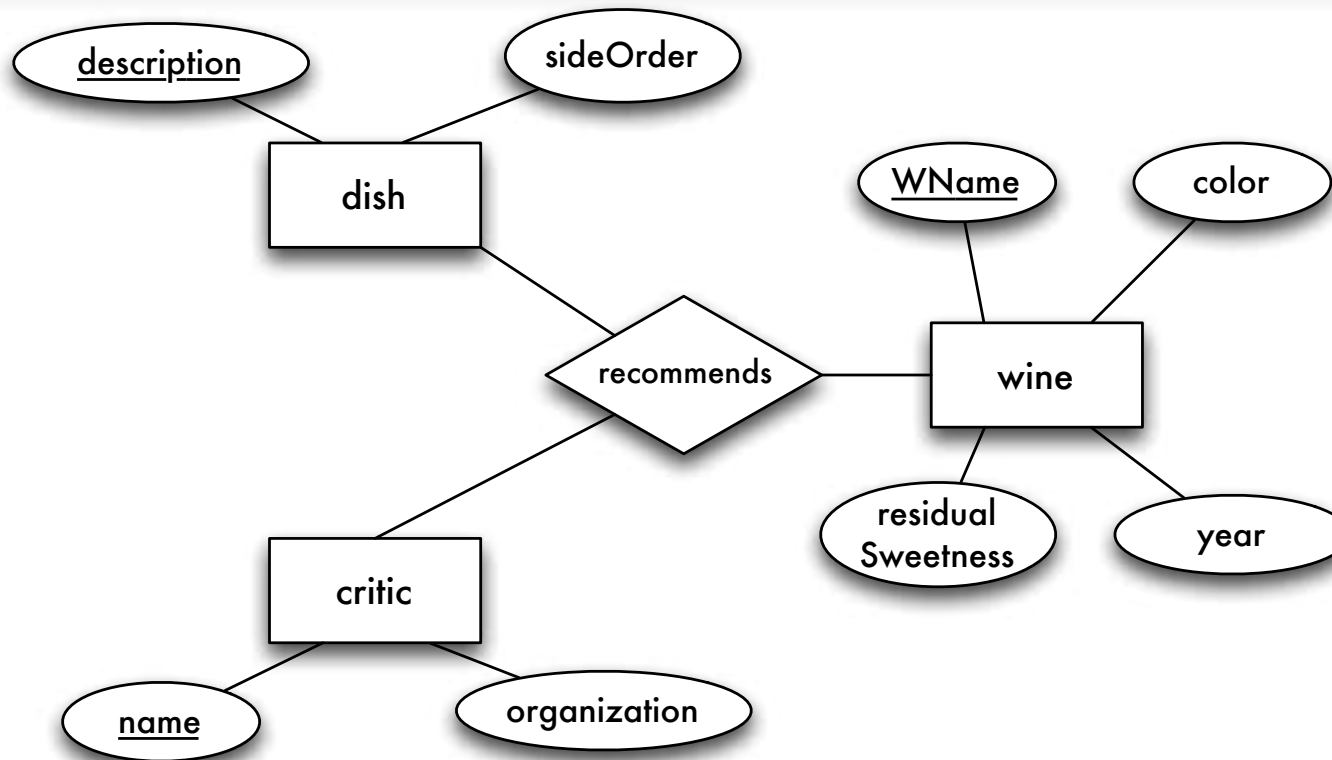 description
sideOrder
dish
WName
color
recommends
wine
residual
Sweetness
year
critic
name
organization